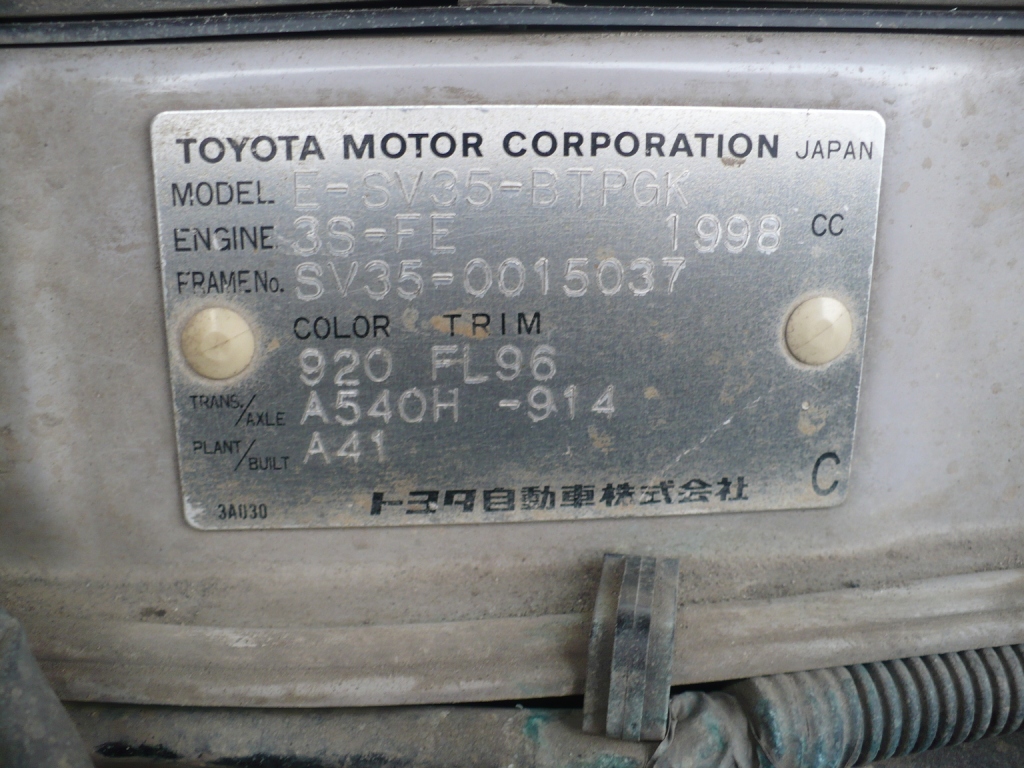 TOYOTA MOTOR CORPORATION JAPAN
MODEL E-SV35-BTPGK
ENGINE 3S-FE 1998 CC
FRAME No. SV35-0015037
COLOR TRIM
920 FL96
TRANS./AXLE A540H -914
PLANT/BUILT A41
トヨタ自動車株式会社 C
3A030